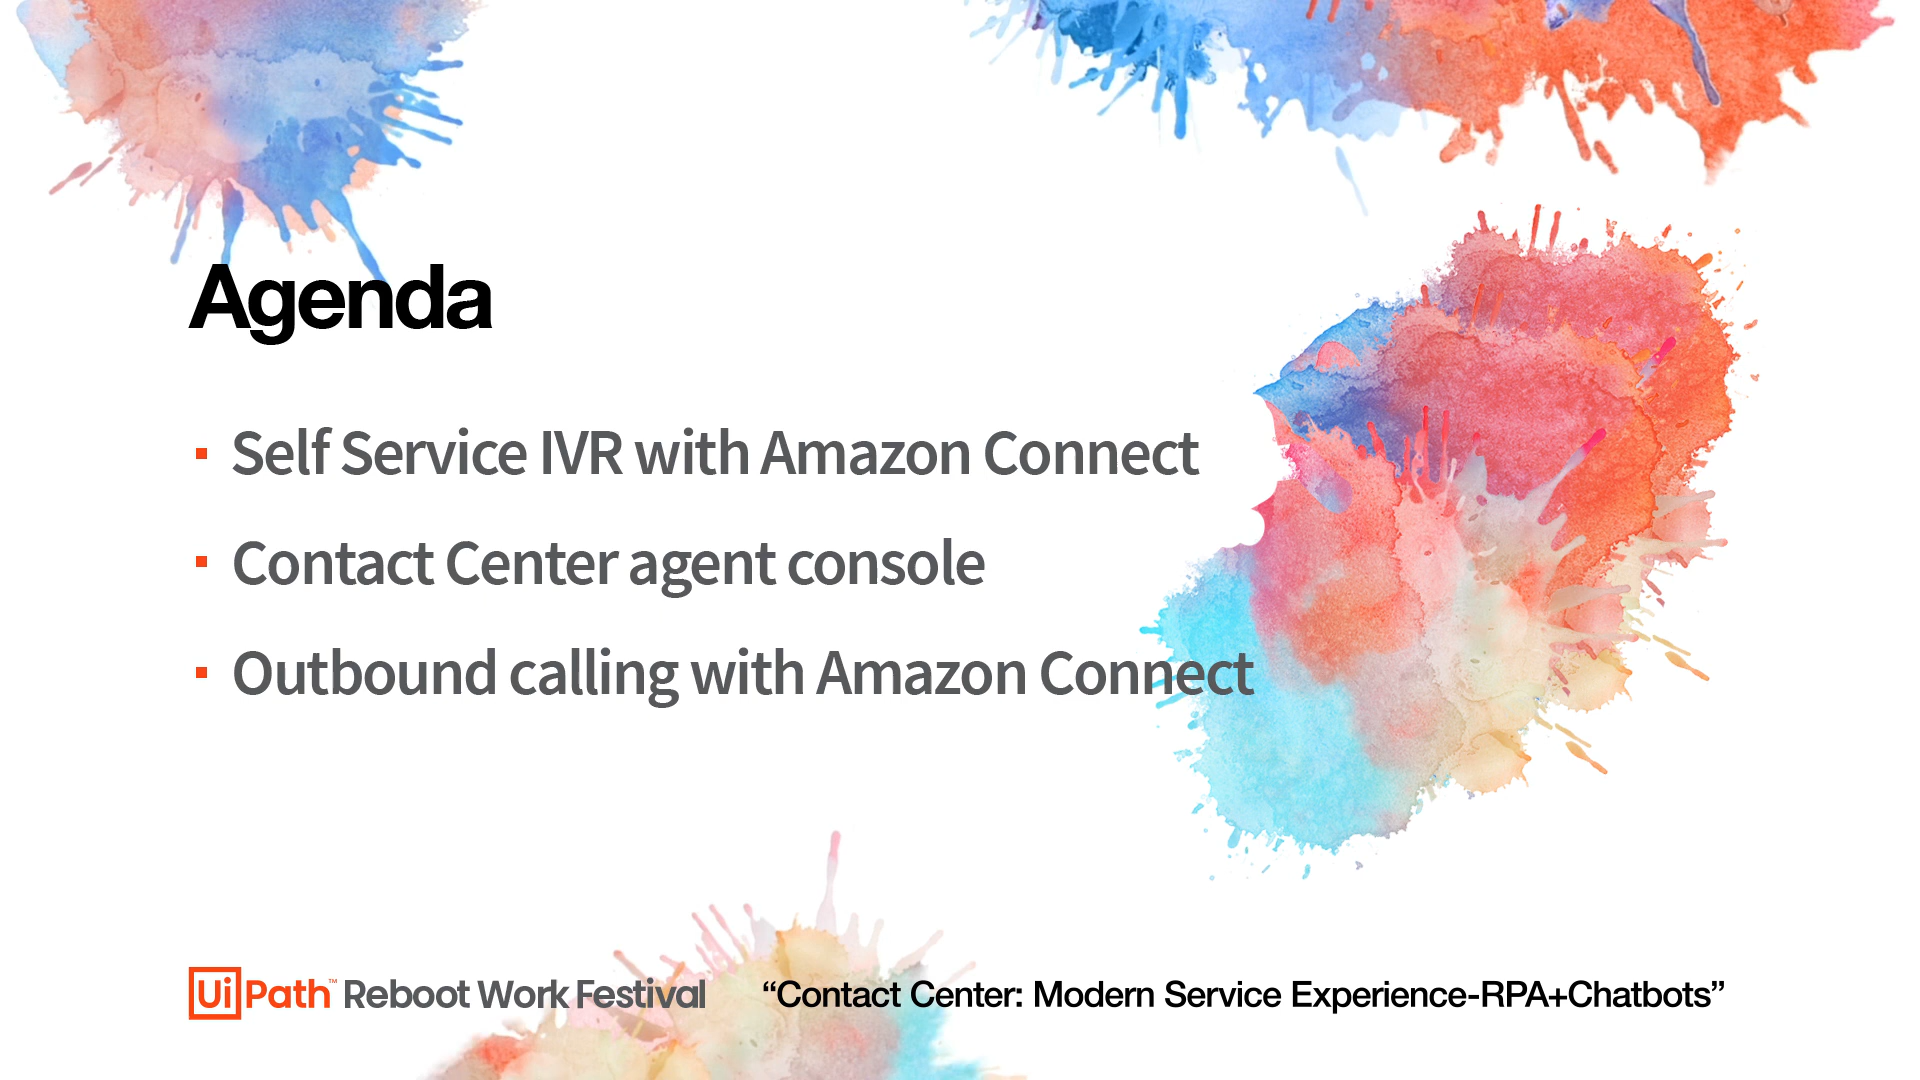 Agenda
Self Service IVR with Amazon Connect
Contact Center agent console
Outbound calling with Amazon Connect
UiPath™ Reboot Work Festival “Contact Center: Modern Service Experience-RPA+Chatbots”